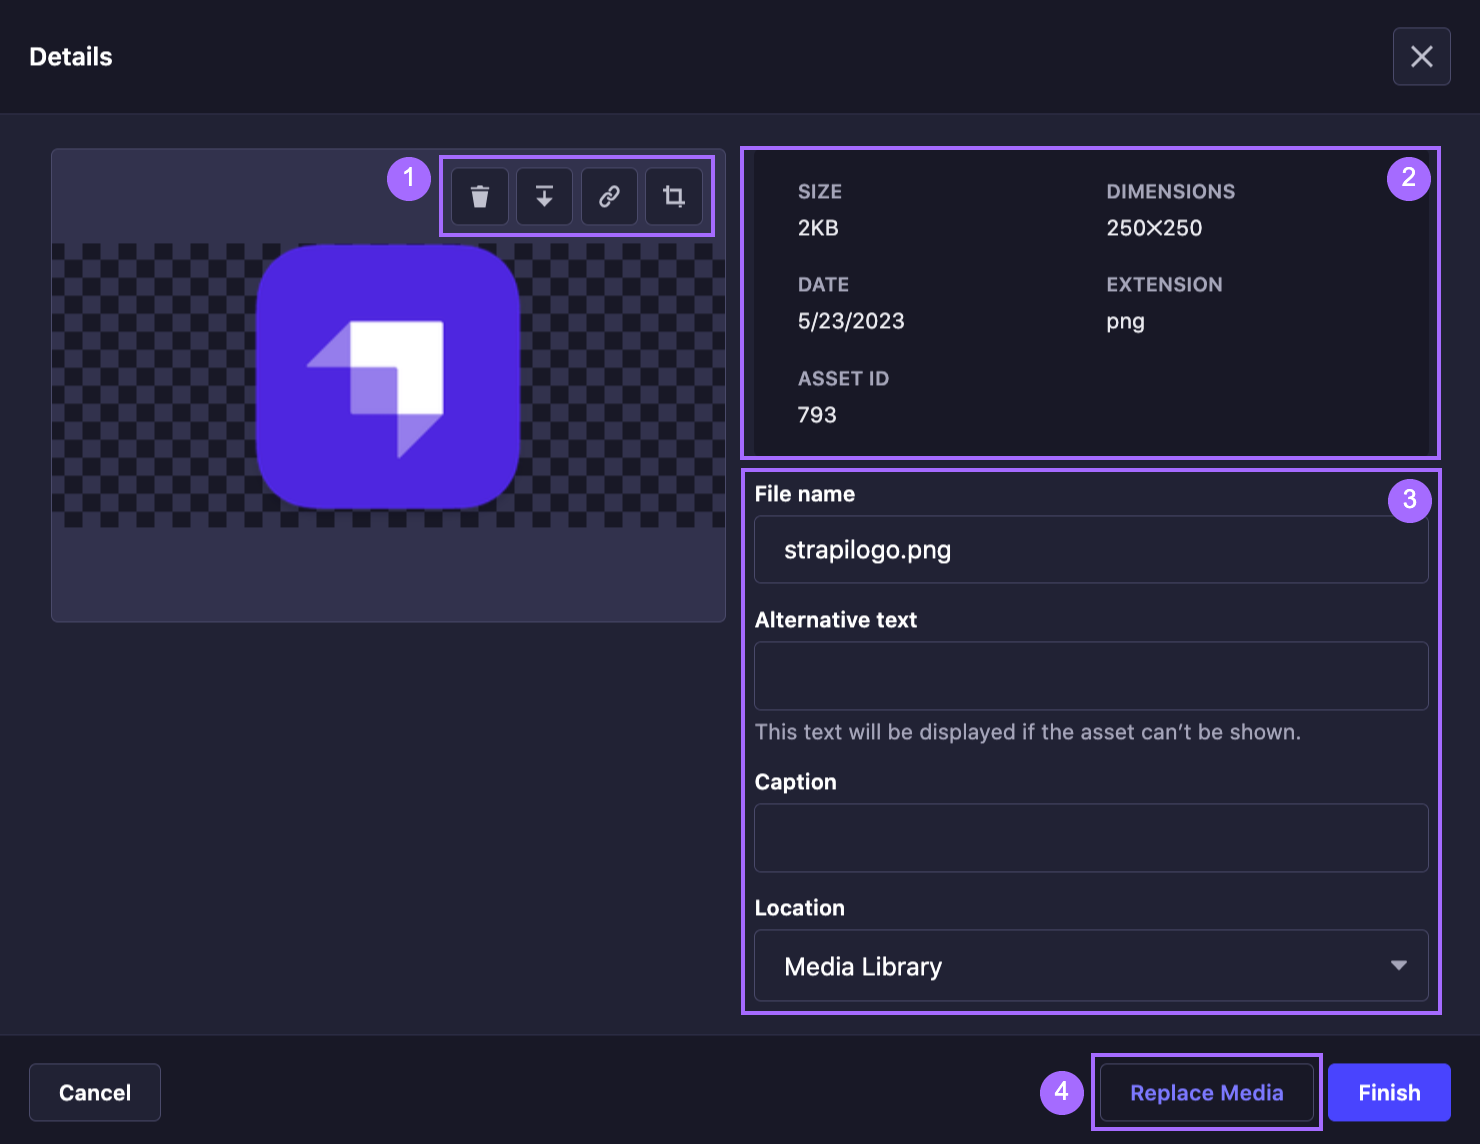 Details
1
2
SIZE
2KB
DIMENSIONS
250×250
DATE
5/23/2023
EXTENSION
png
ASSET ID
793
3
File name
strapilogo.png
Alternative text
This text will be displayed if the asset can’t be shown.
Caption
Location
Media Library
Cancel
4
Replace Media
Finish